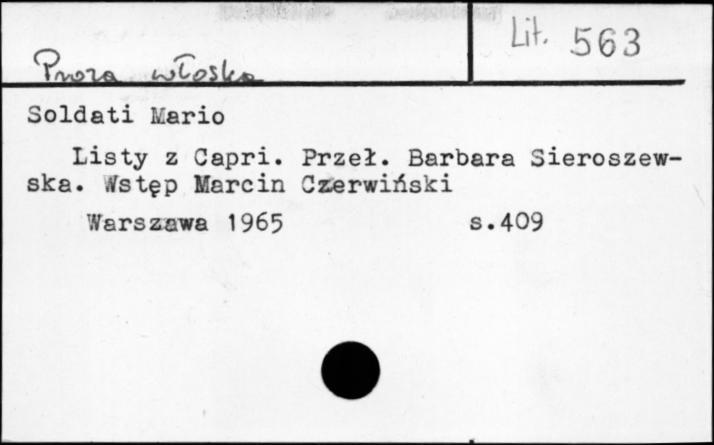 Lit. 563
Proza włoska
Soldati Mario
Listy z Capri. Przeł. Barbara Sieroszew-
ska. Wstęp Marcin Czerwiński
Warszawa 1965 s.409